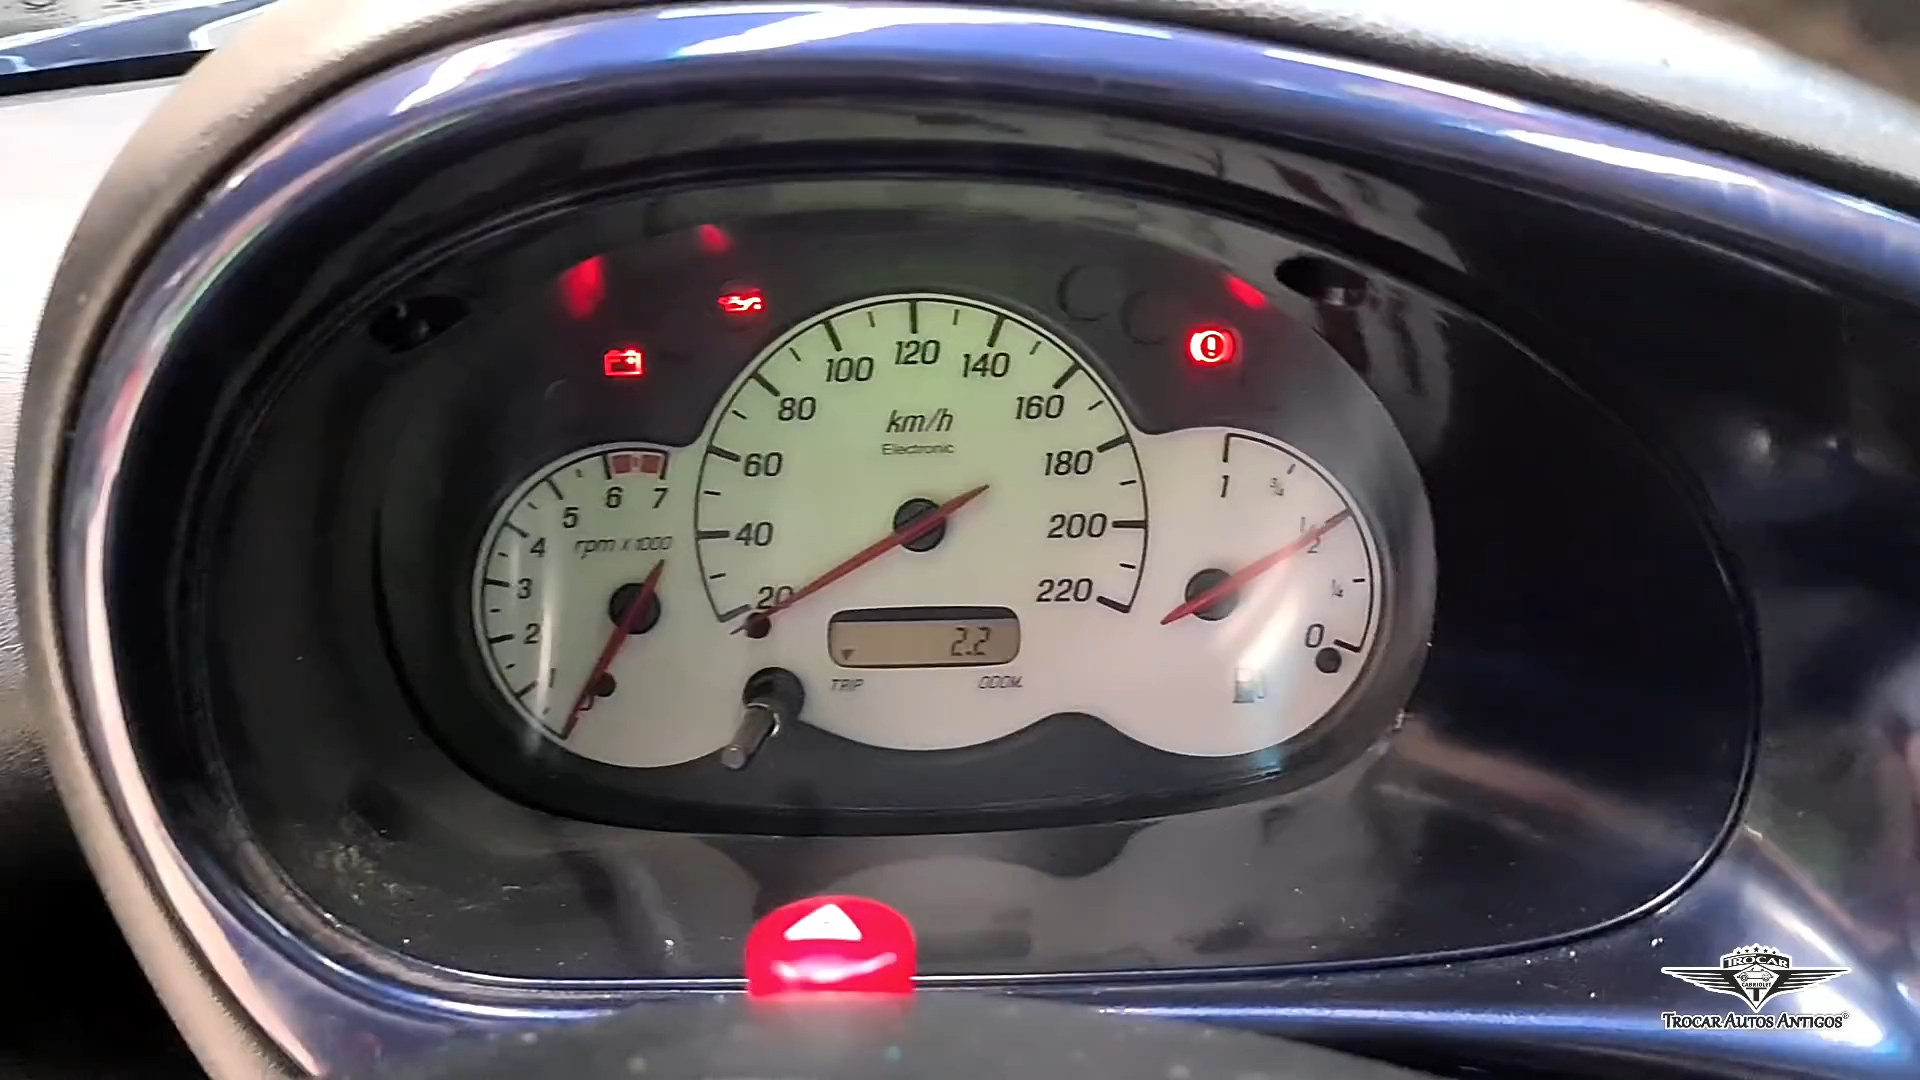 100 120 140
80 160
km/h
Electronic
60 180
1 3/4
6 7
5
40 200
4
rpm x 1000
1/2
3
1/4
20 220
2
0
2.2
1
TRIP ODOM.
0
TROCAR
CABRIOLET
TROCAR AUTOS ANTIGOS®